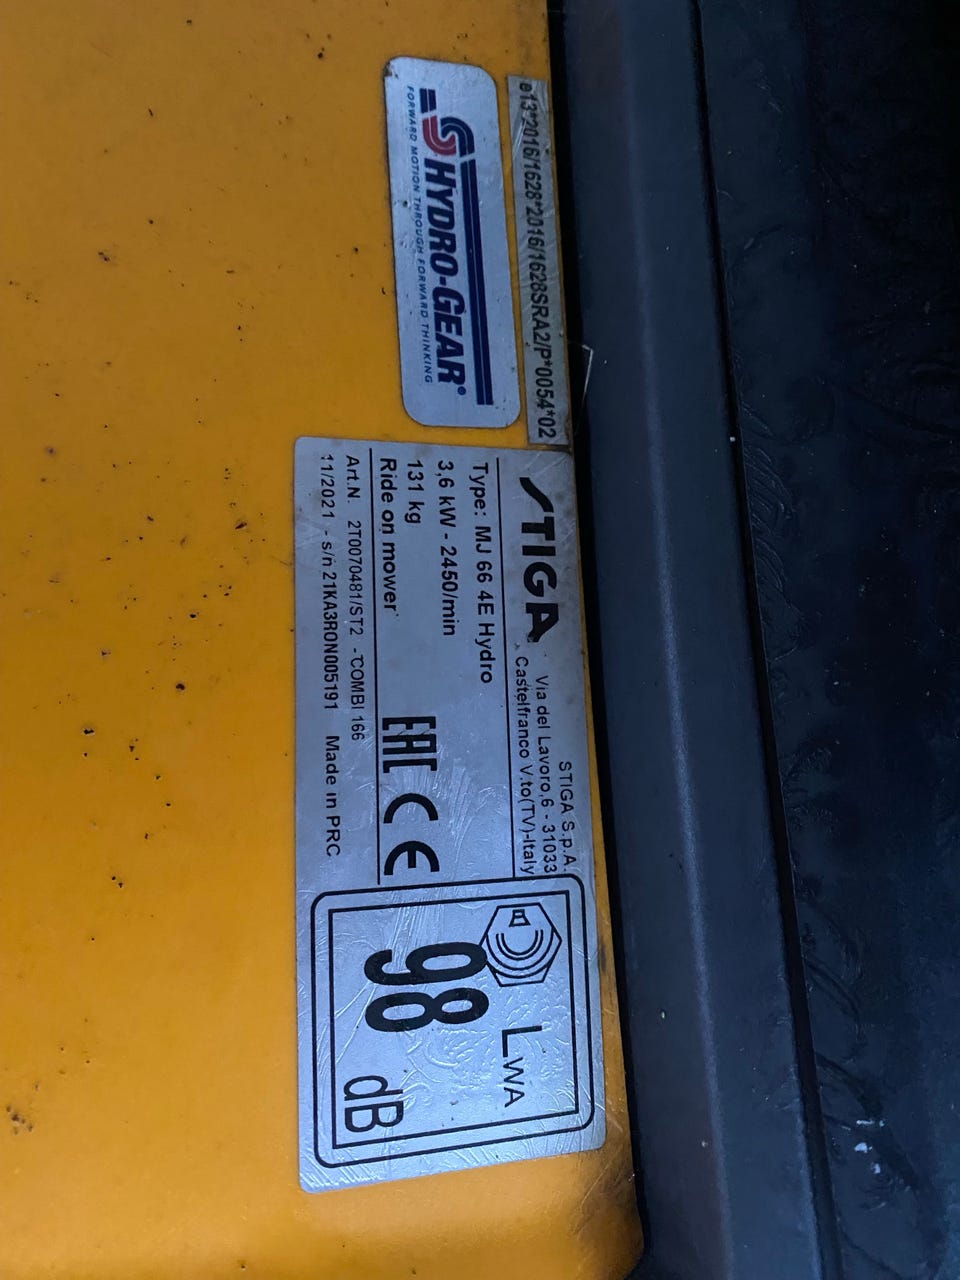 e13*2016/1628*2016/1628SRA2/P*0054*02
HYDRO-GEAR®
FORWARD MOTION THROUGH FORWARD THINKING
STIGA
STIGA S.p.A.
Via del Lavoro,6 - 31033
Castelfranco V.to(TV)-Italy
Type: MJ 66 4E Hydro
3,6 kW - 2450/min
131 kg
Ride on mower
EAC CE
Art.N. 2T0070481/ST2 -COMBI 166
11/2021 - s/n 21KA3RON005191 Made in PRC
LWA
98
dB